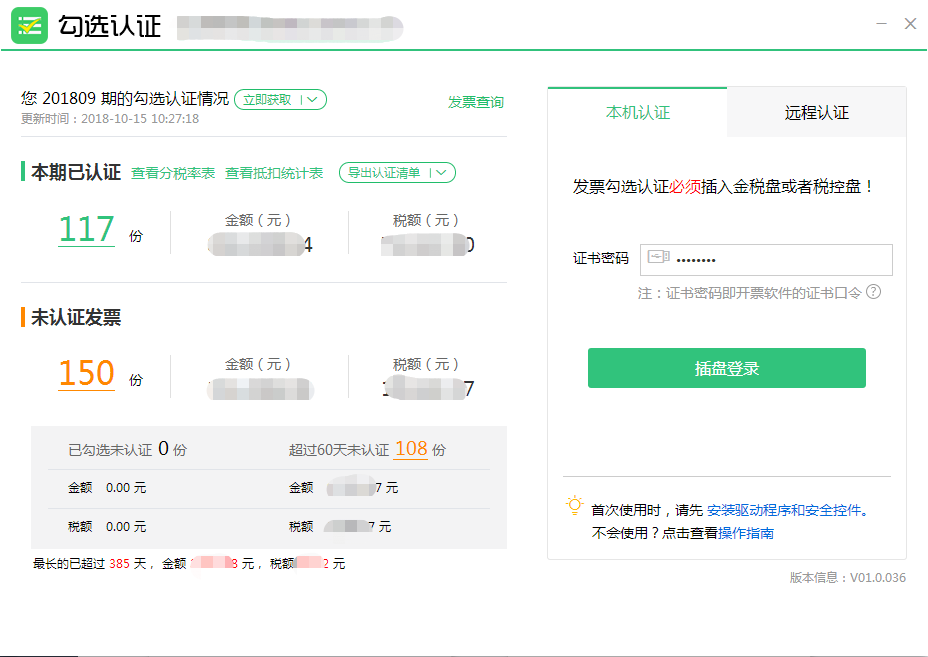 勾选认证
您 201809 期的勾选认证情况 立即获取
发票查询
更新时间：2018-10-15 10:27:18
本期已认证 查看分税率表 查看抵扣统计表 导出认证清单
117 份
金额（元）
4
税额（元）
0
未认证发票
150 份
金额（元）
税额（元）
7
已勾选未认证 0 份
超过60天未认证 108 份
金额 0.00 元
金额 7 元
税额 0.00 元
税额 7 元
最长的已超过 385 天，金额 3 元，税额 2 元
本机认证
远程认证
发票勾选认证必须插入金税盘或者税控盘！
证书密码 ••••••••
注：证书密码即开票软件的证书口令 ?
插盘登录
首次使用时，请先 安装驱动程序和安全控件。
不会使用？点击查看操作指南
版本信息：V01.0.036